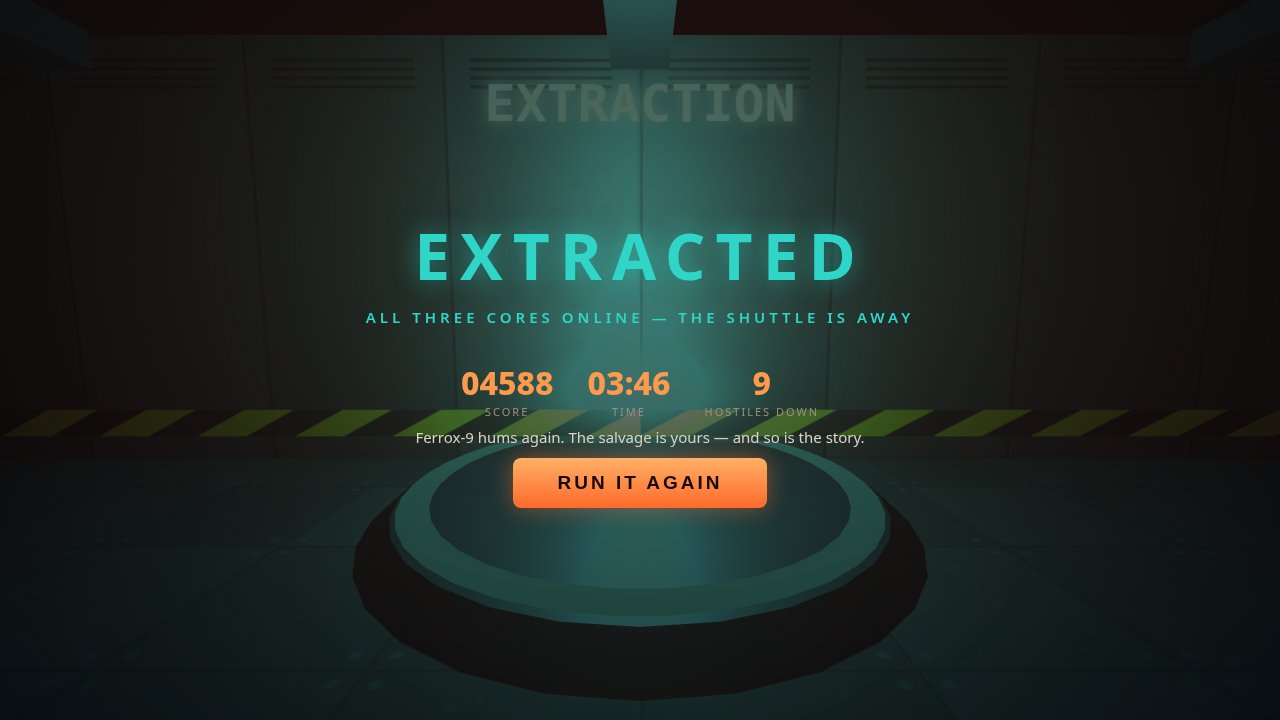 EXTRACTION
EXTRACTED
ALL THREE CORES ONLINE — THE SHUTTLE IS AWAY
04588 03:46 9
SCORE TIME HOSTILES DOWN
Ferrox-9 hums again. The salvage is yours — and so is the story.
RUN IT AGAIN